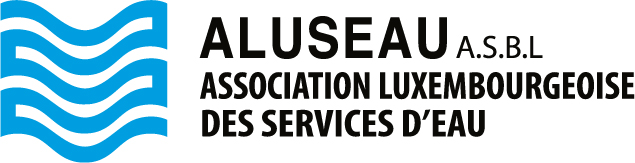 ALUSEAU A.S.B.L
ASSOCIATION LUXEMBOURGEOISE
DES SERVICES D'EAU